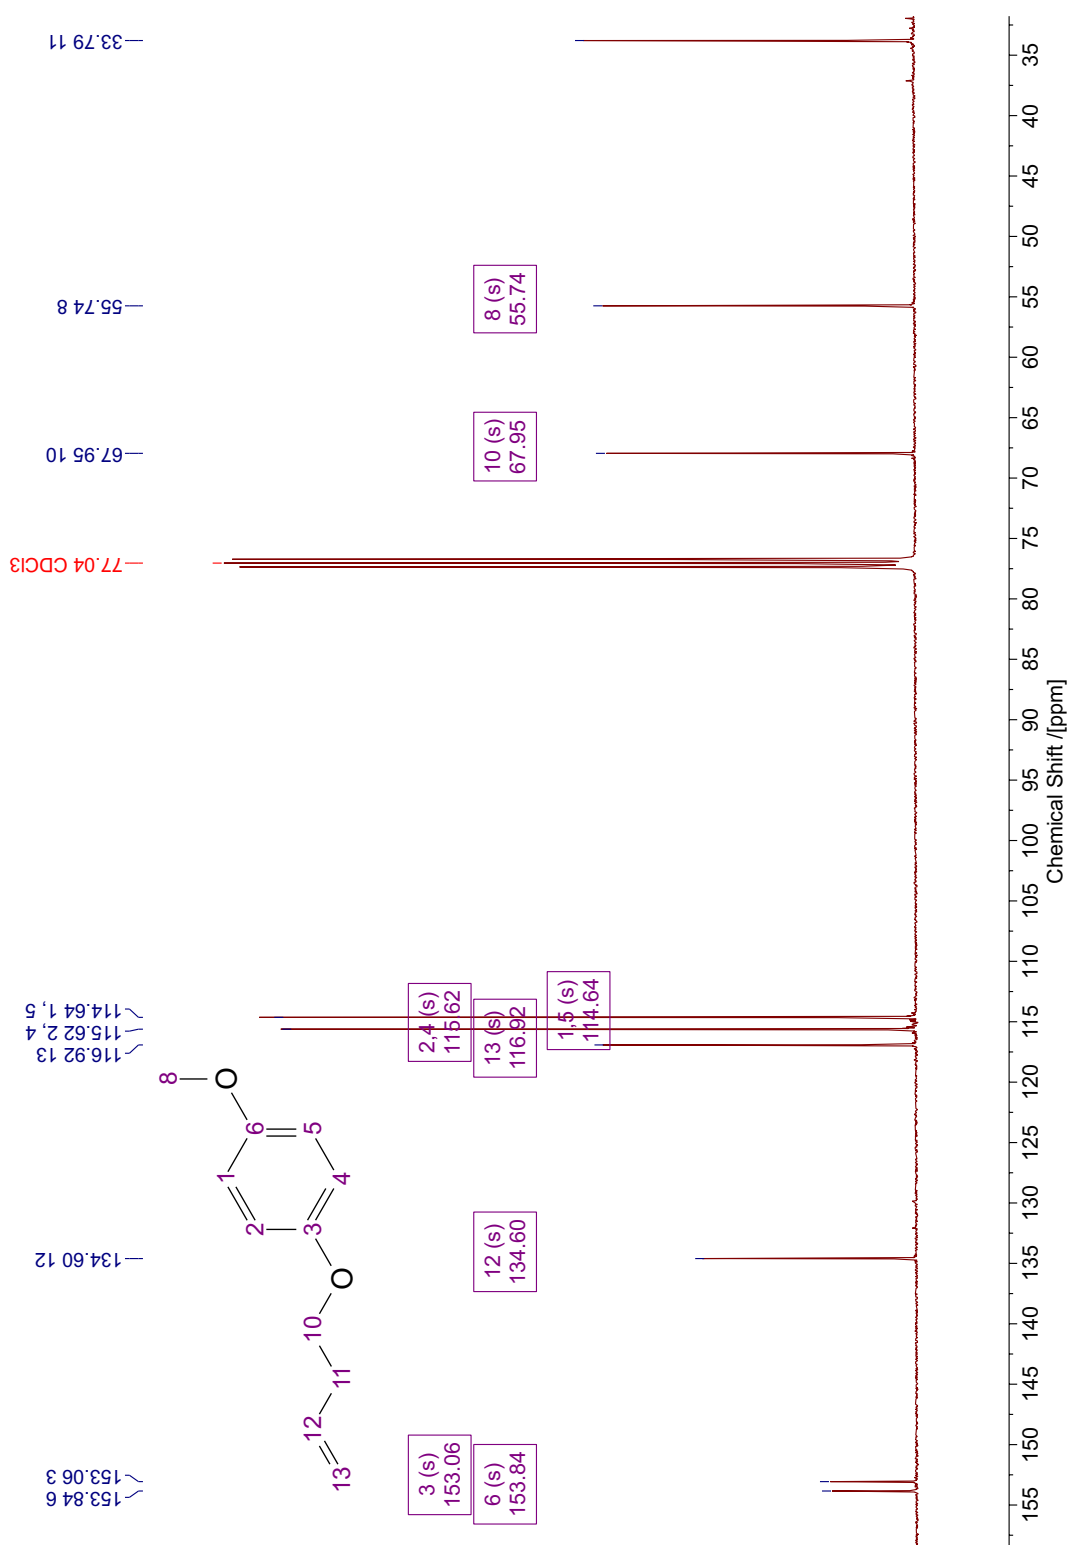 153.84 6
153.06 3
134.60 12
116.92 13
115.62 2, 4
114.64 1, 5
77.04 CDCl3
67.95 10
55.74 8
33.79 11
8
O
6
5
1
4
2
3
O
10
11
12
13
3 (s)
153.06
6 (s)
153.84
12 (s)
134.60
2,4 (s)
115.62
13 (s)
116.92
1,5 (s)
114.64
10 (s)
67.95
8 (s)
55.74
155 150 145 140 135 130 125 120 115 110 105 100 95 90 85 80 75 70 65 60 55 50 45 40 35
Chemical Shift /[ppm]